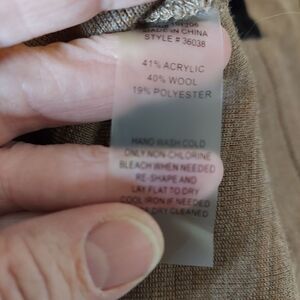 MADE IN CHINA
STYLE # 36038
41% ACRYLIC
40% WOOL
19% POLYESTER
HAND WASH COLD
ONLY NON-CHLORINE
BLEACH WHEN NEEDED
RE-SHAPE AND
LAY FLAT TO DRY
COOL IRON IF NEEDED
DRY CLEANED